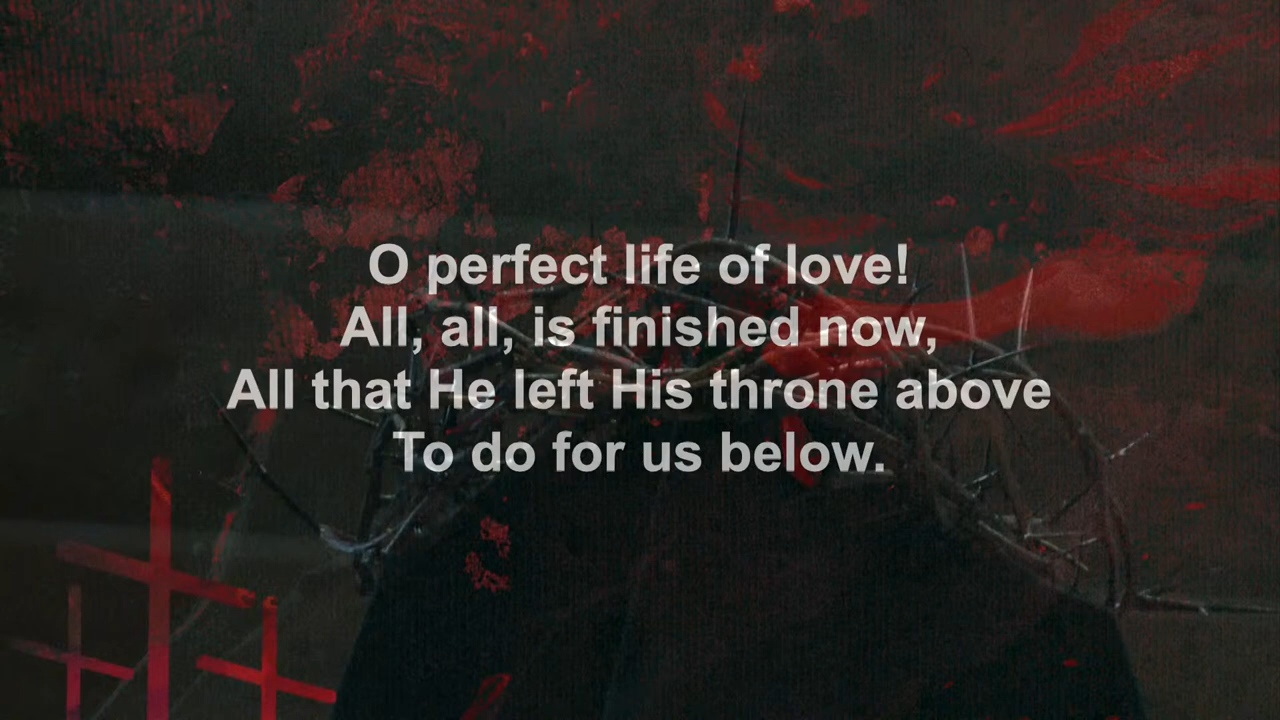 O perfect life of love!
All, all, is finished now,
All that He left His throne above
To do for us below.